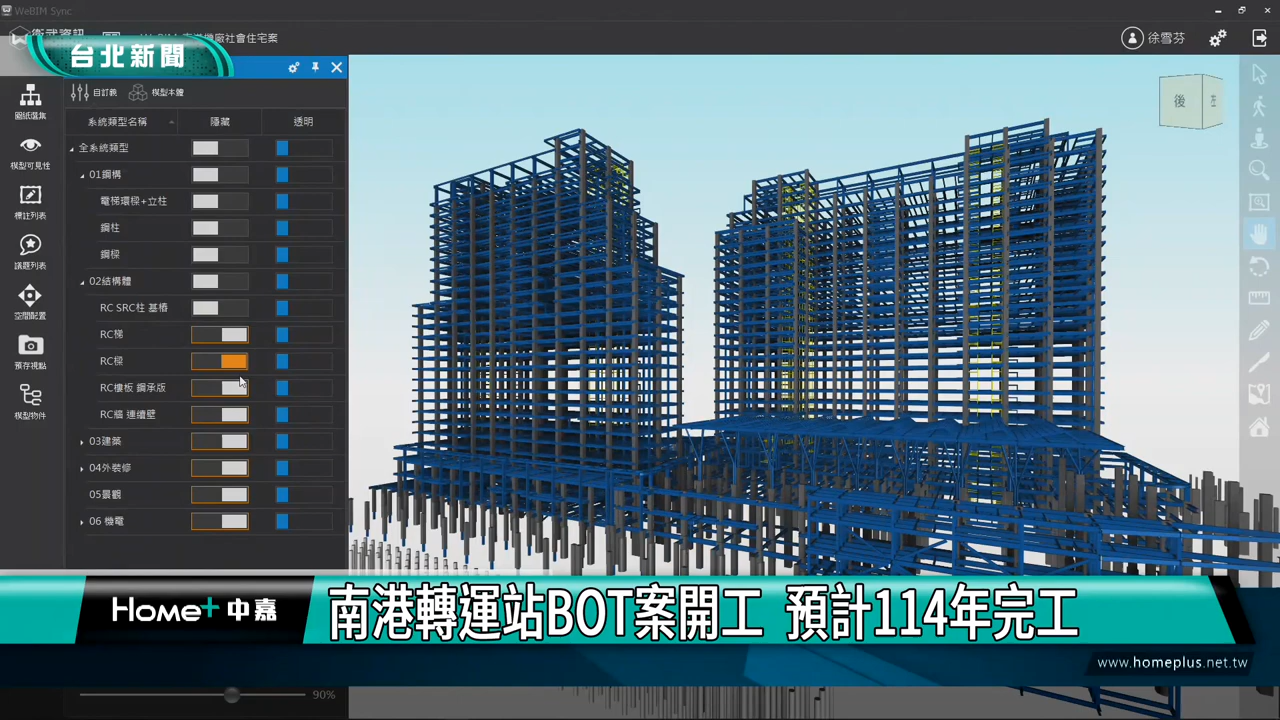 WeBIM Sync
台北新聞
徐雪芬
自訂義
模型本體
系統類型名稱
隱藏
透明
全系統類型
01鋼構
電梯環樑+立柱
鋼柱
鋼樑
02結構體
RC SRC柱 基樁
RC梯
RC樑
RC樓板 鋼承版
RC牆 連續壁
03建築
04外裝修
05景觀
06 機電
圖紙匯集
模型可見性
標註列表
議題列表
空間配置
預存視點
模型物件
後
Home+ 中嘉
南港轉運站BOT案開工 預計114年完工
www.homeplus.net.tw
90%